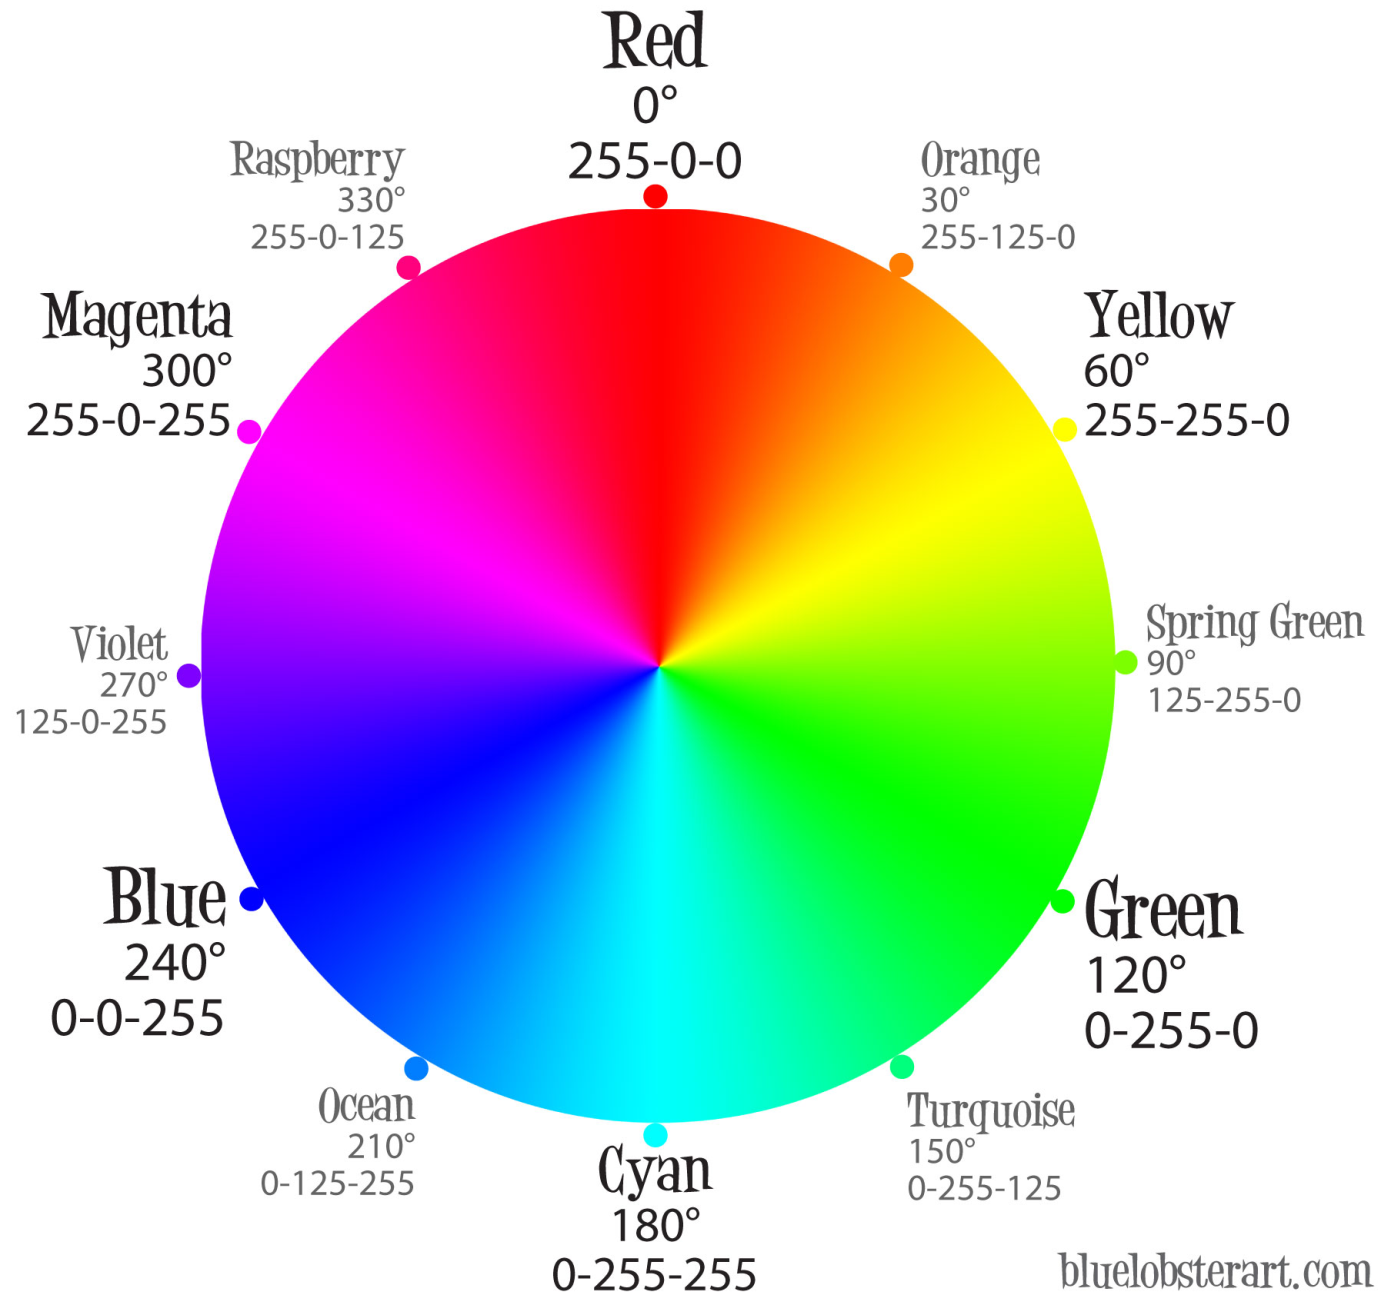 Red
0°
255-0-0
Orange
30°
255-125-0
Yellow
60°
255-255-0
Spring Green
90°
125-255-0
Green
120°
0-255-0
Turquoise
150°
0-255-125
Cyan
180°
0-255-255
Ocean
210°
0-125-255
Blue
240°
0-0-255
Violet
270°
125-0-255
Magenta
300°
255-0-255
Raspberry
330°
255-0-125
bluelobsterart.com